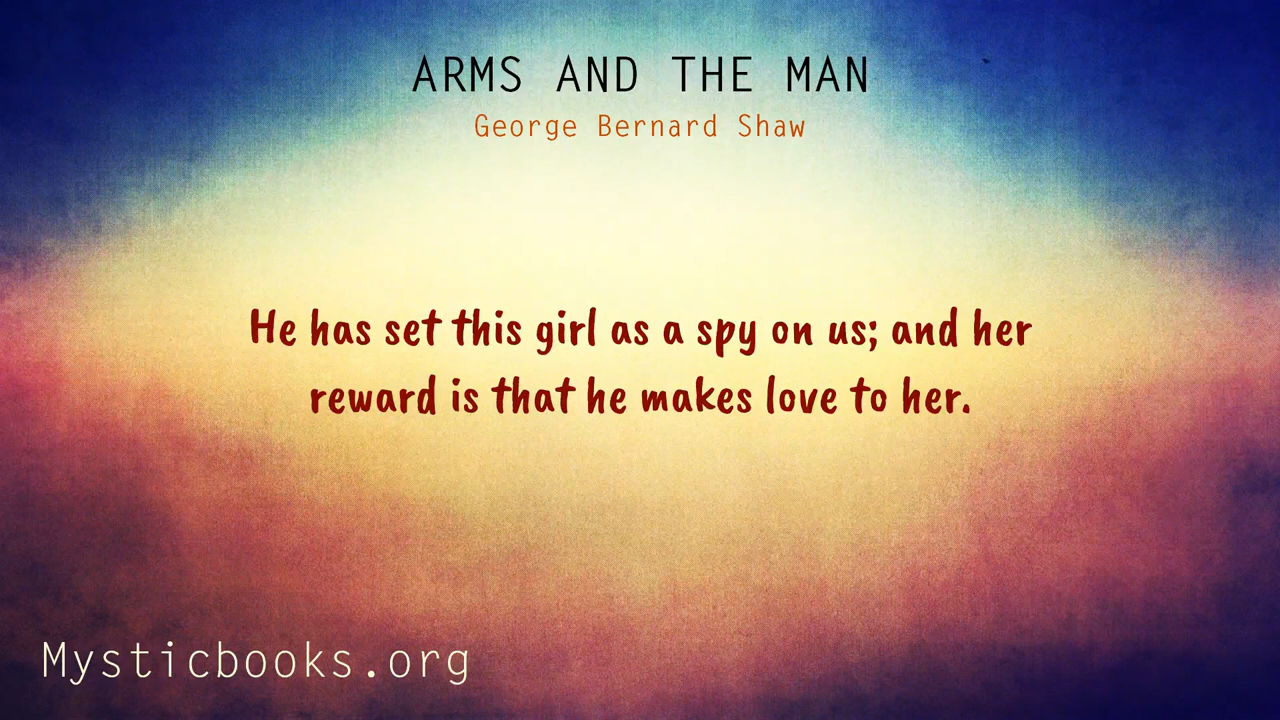 ARMS AND THE MAN
George Bernard Shaw
He has set this girl as a spy on us; and her
reward is that he makes love to her.
Mysticbooks.org